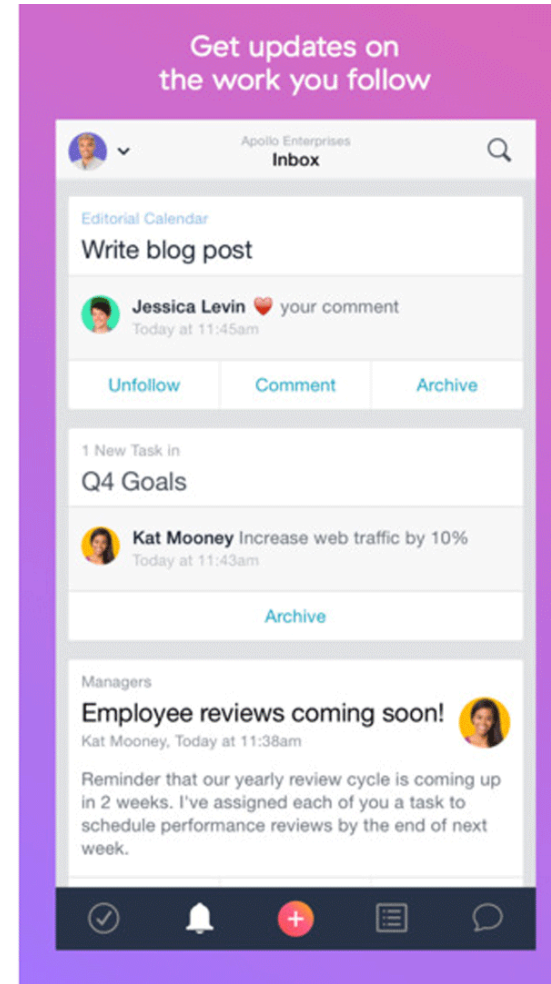 Get updates on
the work you follow
Apollo Enterprises
Inbox
Editorial Calendar
Write blog post
Jessica Levin ❤️ your comment
Today at 11:45am
Unfollow Comment Archive
1 New Task in
Q4 Goals
Kat Mooney Increase web traffic by 10%
Today at 11:43am
Archive
Managers
Employee reviews coming soon!
Kat Mooney, Today at 11:38am
Reminder that our yearly review cycle is coming up
in 2 weeks. I've assigned each of you a task to
schedule performance reviews by the end of next
week.